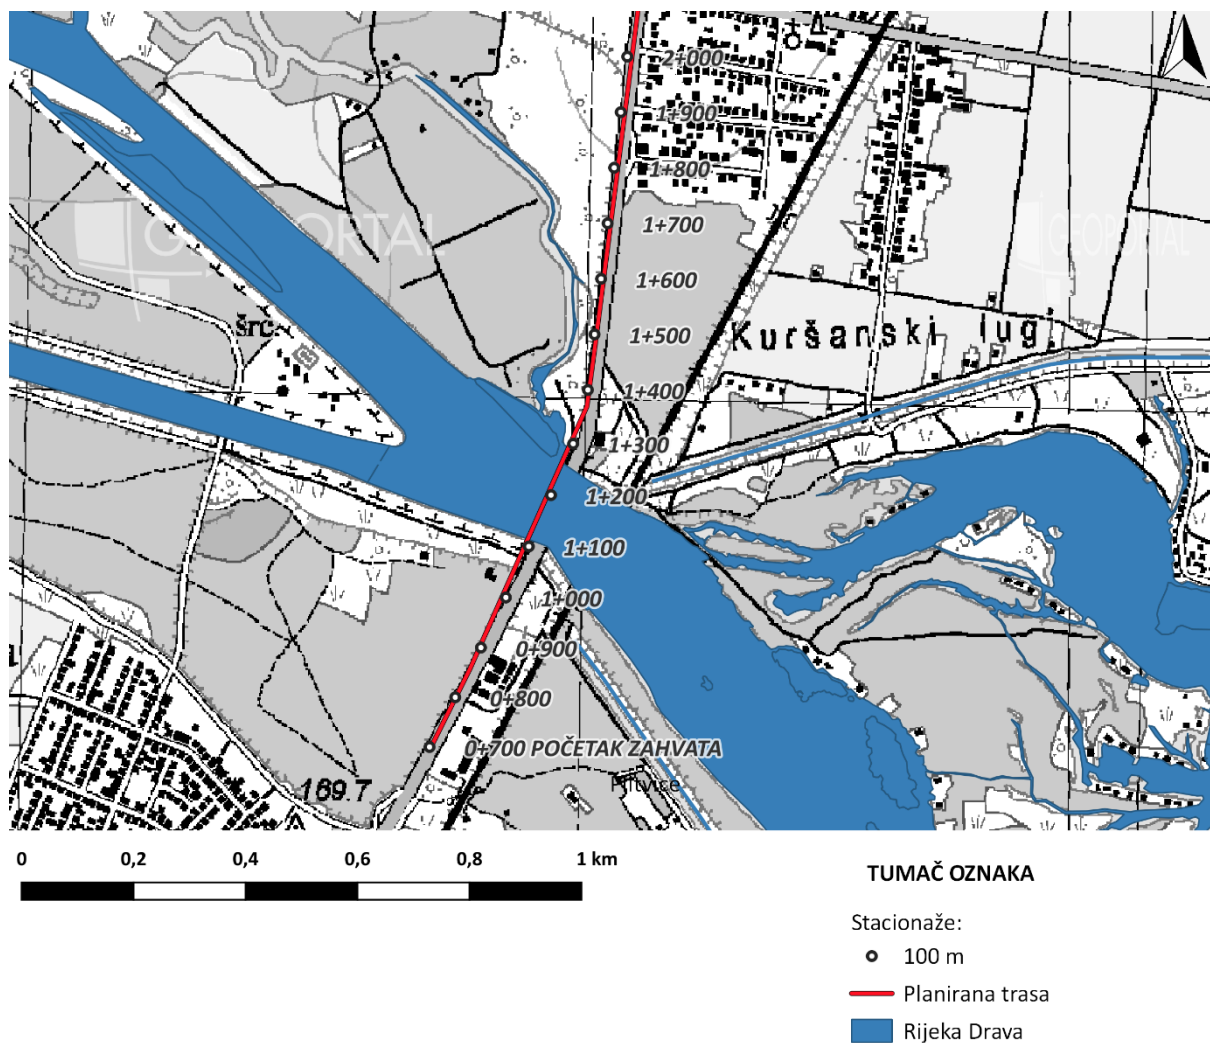 2+000
1+900
1+800
1+700
GEOPORTAL
GEOPORTAL
1+600
šrc.
1+500
Kuršanski lug
1+400
1+300
1+200
1+100
1+000
0+900
0+800
0+700 POČETAK ZAHVATA
169.7
Plitvice
0 0,2 0,4 0,6 0,8 1 km
TUMAČ OZNAKA
Stacionaže:
100 m
Planirana trasa
Rijeka Drava